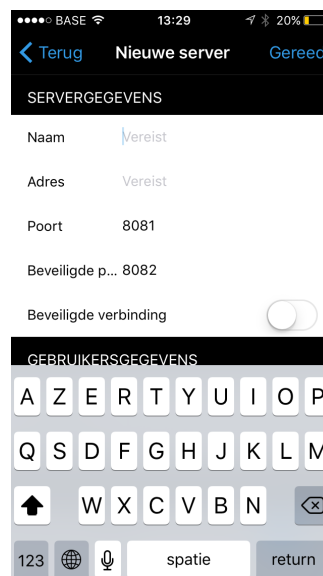 BASE 13:29 20%
Terug Nieuwe server Gereed
SERVERGEGEVENS
Naam Vereist
Adres Vereist
Poort 8081
Beveiligde p... 8082
Beveiligde verbinding
GEBRUIKERSGEGEVENS
A Z E R T Y U I O P
Q S D F G H J K L M
W X C V B N
123 spatie return